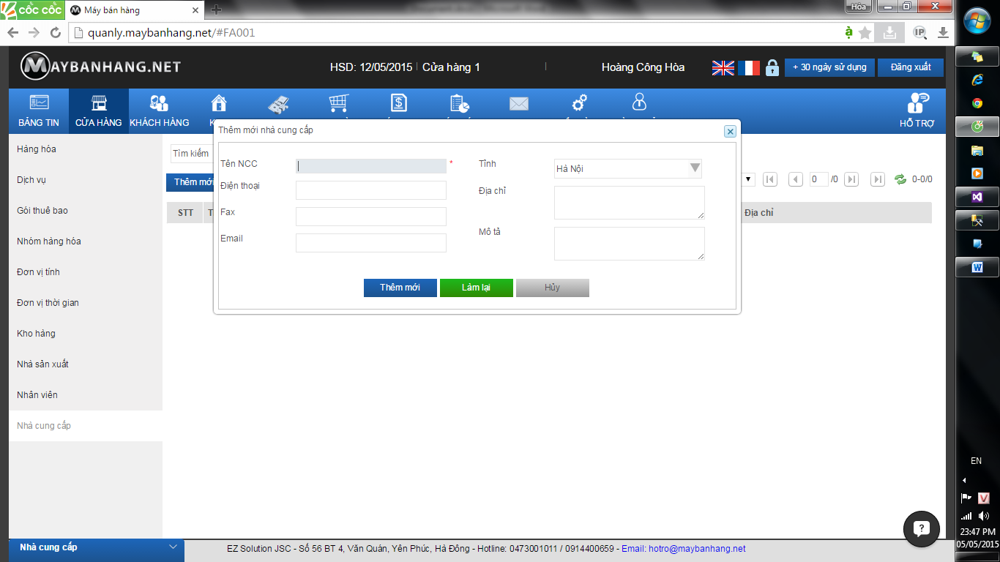 cốc cốc
Máy bán hàng
Hòa
quanly.maybanhang.net/#FA001
MAYBANHANG.NET
HSD: 12/05/2015 | Cửa hàng 1 |
Hoàng Công Hòa
+ 30 ngày sử dụng
Đăng xuất
BẢNG TIN
CỬA HÀNG
KHÁCH HÀNG
HỖ TRỢ
Thêm mới nhà cung cấp
Hàng hóa
Dịch vụ
Gói thuê bao
Nhóm hàng hóa
Đơn vị tính
Đơn vị thời gian
Kho hàng
Nhà sản xuất
Nhân viên
Nhà cung cấp
Tìm kiếm
Thêm mới
0 /0
0-0/0
STT
Địa chỉ
Tên NCC *
Điện thoại
Fax
Email
Tỉnh
Hà Nội
Địa chỉ
Mô tả
Thêm mới
Làm lại
Hủy
Nhà cung cấp
EZ Solution JSC - Số 56 BT 4, Văn Quán, Yên Phúc, Hà Đông - Hotline: 0473001011 / 0914400659 - Email: hotro@maybanhang.net
EN
23:47 PM
05/05/2015